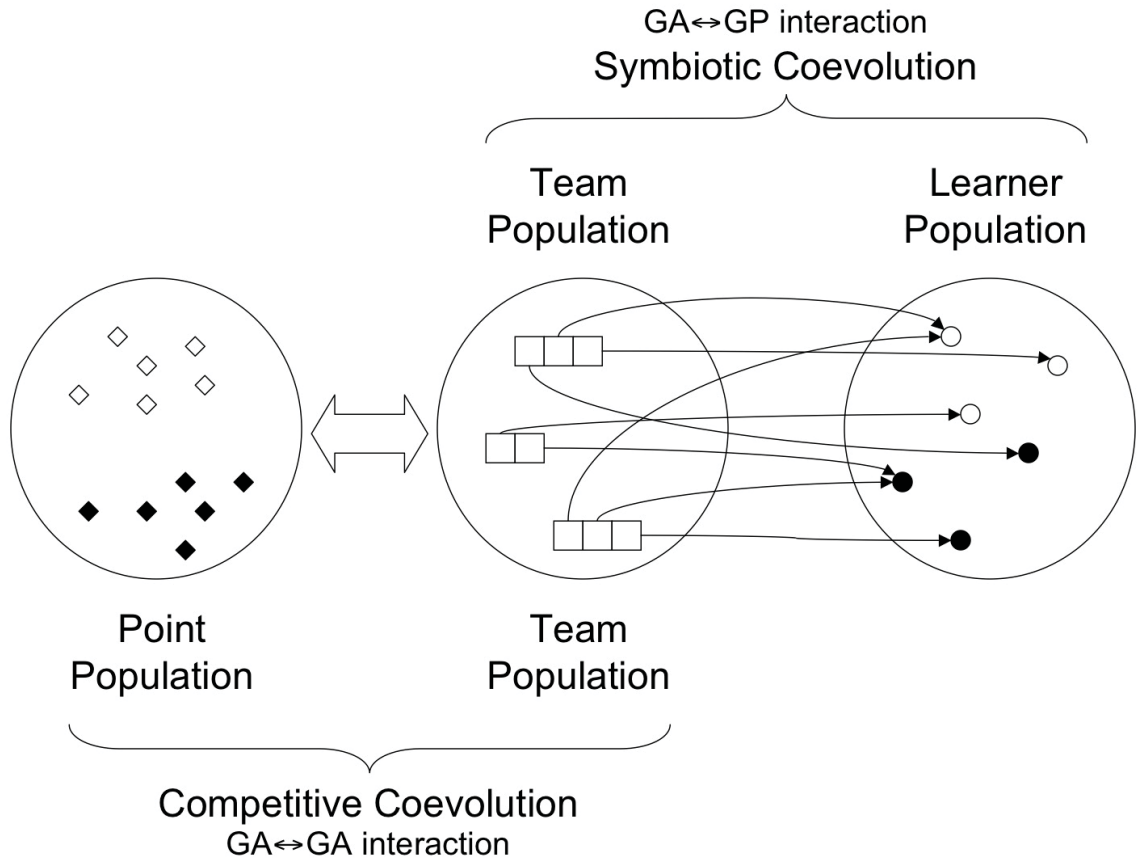 GA↔GP interaction
Symbiotic Coevolution
Team
Population
Learner
Population
Point
Population
Team
Population
Competitive Coevolution
GA↔GA interaction